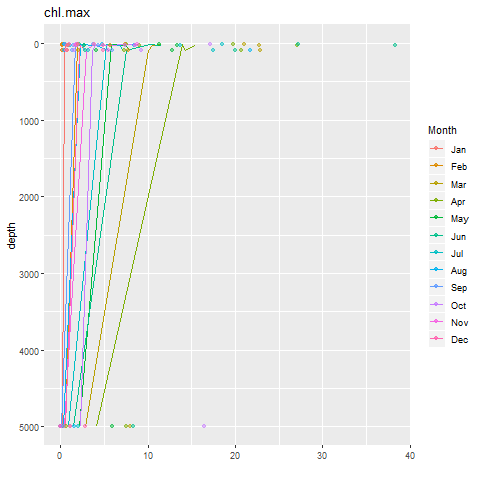 chl.max
0
1000
2000
3000
4000
5000
depth
0
10
20
30
40
Month
Jan
Feb
Mar
Apr
May
Jun
Jul
Aug
Sep
Oct
Nov
Dec